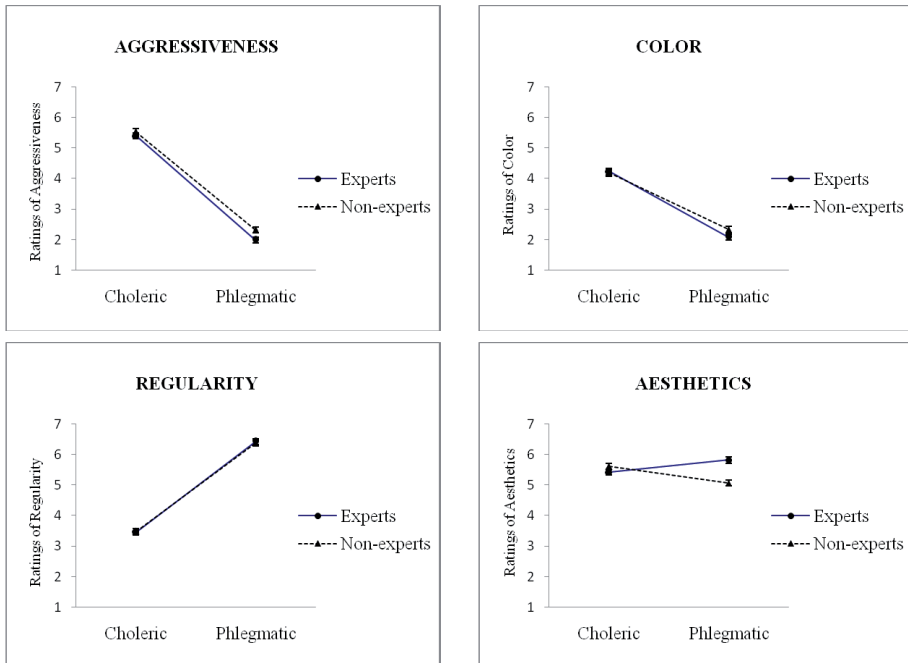 AGGRESSIVENESS
Ratings of Aggressiveness
7
6
5
4
3
2
1
Choleric Phlegmatic
Experts
Non-experts
COLOR
Ratings of Color
7
6
5
4
3
2
1
Choleric Phlegmatic
Experts
Non-experts
REGULARITY
Ratings of Regularity
7
6
5
4
3
2
1
Choleric Phlegmatic
Experts
Non-experts
AESTHETICS
Ratings of Aesthetics
7
6
5
4
3
2
1
Choleric Phlegmatic
Experts
Non-experts